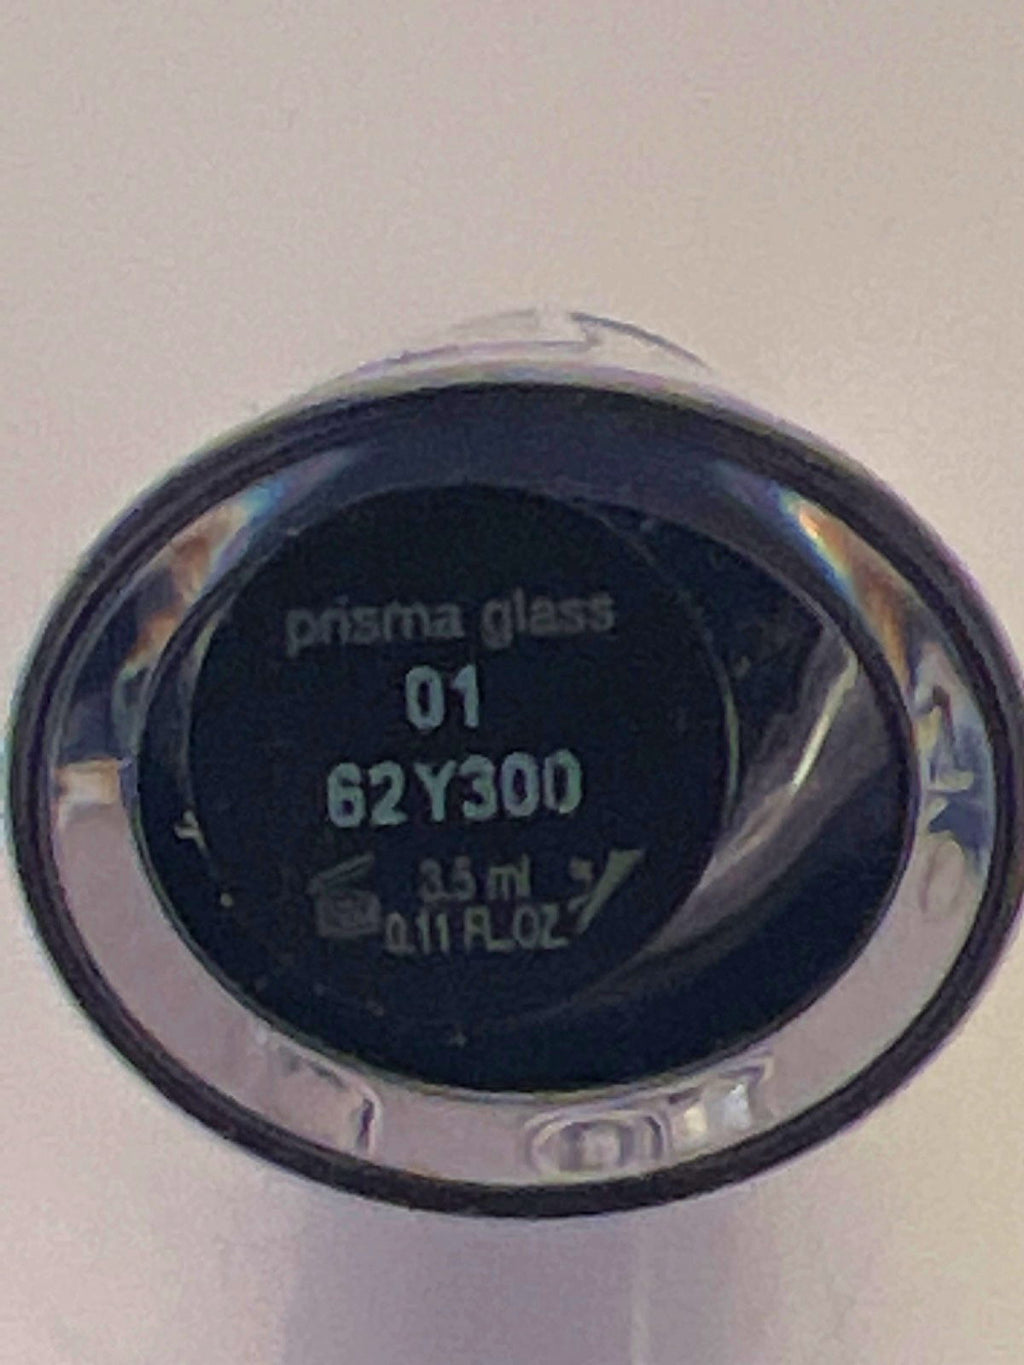 prisma glass
01
62Y300
3.5 ml
0.11 FL.OZ